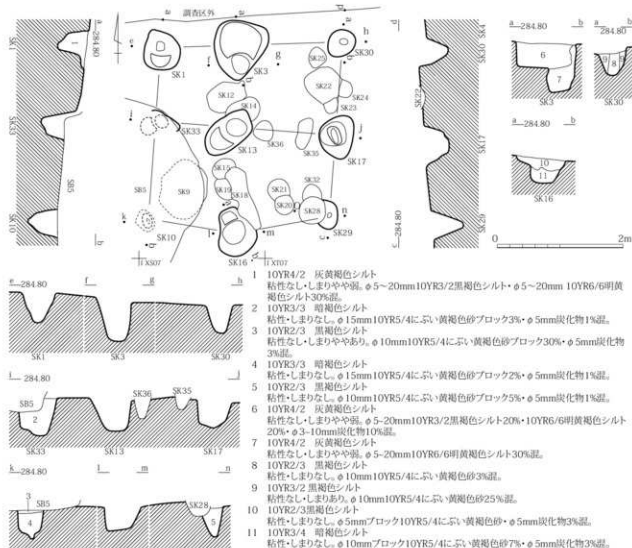 調査区外
a
284.80
1
SK1
SK33
SB5
SK10
b
a
a
p
a
e
h
f
g
SK1
SK3
SK25
SK30
b
b
SK22
SK24
SK12
SK14
SK23
i
j
SK33
SK13
SK36
SK35
SK17
SK15
SB5
SK9
SK19
SK18
SK21
SK32
SK20
SK28
n
k
m
SK10
SK16
SK29
b
c
IXS07
IXT07
p
SK4
SK30
SK22
SK17
SK29
c
284.80
a 284.80 b
6
7
SK3
a b
284.80
9 8 9
SK30
a 284.80 b
10
11
SK16
0 2m
e 284.80 f g h
SK1 SK3 SK30
i 284.80 j
SB5 SK36 SK35
2
SK33 SK13 SK17
k 284.80 l m n
3
SB5 SK28
4 5
SK10 SK16 SK29
1 10YR4/2 灰黄褐色シルト
粘性なし・しまりやや弱。φ5〜20mm10YR3/2黒褐色シルト・φ5〜20mm 10YR6/6明黄
褐色シルト30%混。
2 10YR3/3 暗褐色シルト
粘性・しまりなし。φ15mm10YR5/4にぶい黄褐色砂ブロック3%・φ5mm炭化物1%混。
3 10YR2/3 黒褐色シルト
粘性なし・しまりややあり。φ10mm10YR5/4にぶい黄褐色砂ブロック30%・φ5mm炭化物
3%混。
4 10YR3/3 暗褐色シルト
粘性・しまりなし。φ15mm10YR5/4にぶい黄褐色砂ブロック2%・φ5mm炭化物1%混。
5 10YR2/3 黒褐色シルト
粘性・しまりなし。φ10mm10YR5/4にぶい黄褐色砂ブロック5%・φ5mm炭化物1%混。
6 10YR4/2 灰黄褐色シルト
粘性なし・しまりやや弱。φ5-20mm10YR3/2黒褐色シルト20%・10YR6/6明黄褐色シルト
20%・φ3-10mm炭化物10%混。
7 10YR4/2 灰黄褐色シルト
粘性なし・しまりやや弱。φ5-20mm10YR6/6明黄褐色シルト30%混。
8 10YR2/3 黒褐色シルト
粘性・しまりなし。φ10mm10YR5/4にぶい黄褐色砂3%混。
9 10YR3/2 黒褐色シルト
粘性なし・しまりあり。φ10mm10YR5/4にぶい黄褐色砂25%混。
10 10YR2/3黒褐色シルト
粘性・しまりなし。φ5mmブロック10YR5/4にぶい黄褐色砂・φ5mm炭化物3%混。
11 10YR3/4 暗褐色シルト
粘性・しまりなし。φ10mmブロック10YR5/4にぶい黄褐色砂7%・φ5mm炭化物3%混。